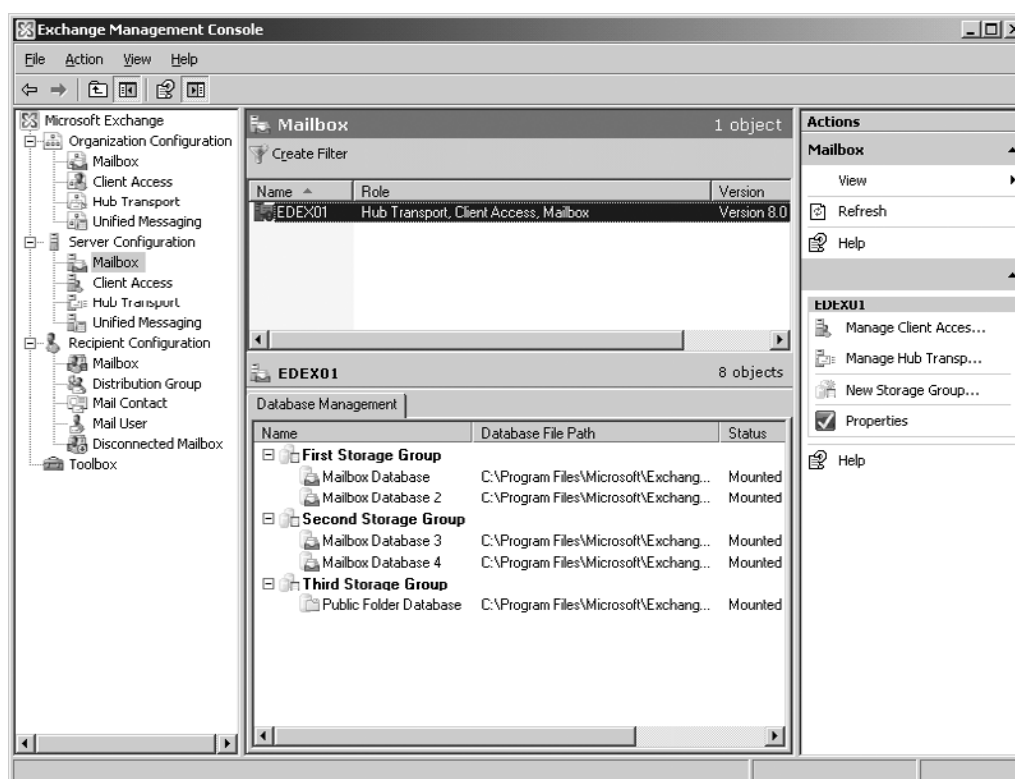 Exchange Management Console
File Action View Help
Microsoft Exchange
Organization Configuration
Mailbox
Client Access
Hub Transport
Unified Messaging
Server Configuration
Mailbox
Client Access
Hub Transport
Unified Messaging
Recipient Configuration
Mailbox
Distribution Group
Mail Contact
Mail User
Disconnected Mailbox
Toolbox
Mailbox 1 object
Create Filter
Name Role Version
EDEX01 Hub Transport, Client Access, Mailbox Version 8.0
EDEX01 8 objects
Database Management
Name Database File Path Status
First Storage Group
Mailbox Database C:\Program Files\Microsoft\Exchang... Mounted
Mailbox Database 2 C:\Program Files\Microsoft\Exchang... Mounted
Second Storage Group
Mailbox Database 3 C:\Program Files\Microsoft\Exchang... Mounted
Mailbox Database 4 C:\Program Files\Microsoft\Exchang... Mounted
Third Storage Group
Public Folder Database C:\Program Files\Microsoft\Exchang... Mounted
Actions
Mailbox
View
Refresh
Help
EDEX01
Manage Client Acces...
Manage Hub Transp...
New Storage Group...
Properties
Help